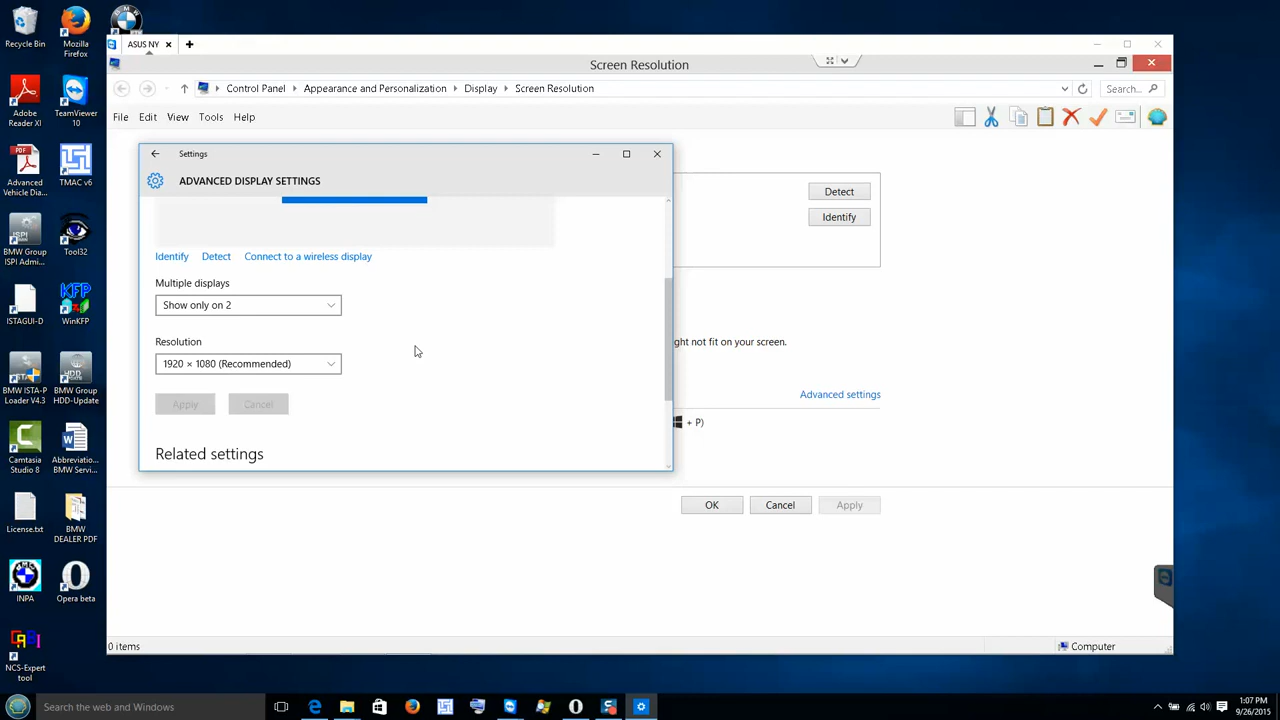 Recycle Bin
Mozilla
Firefox
Adobe
Reader XI
TeamViewer
10
Advanced
Vehicle Dia...
TMAC v6
BMW Group
ISPI Admi...
Tool32
ISTAGUI-D
WinKFP
BMW ISTA-P
Loader V4.3
BMW Group
HDD-Update
Camtasia
Studio 8
Abbreviation...
BMW Servi...
License.txt
BMW
DEALER PDF
INPA
Opera beta
NCS-Expert
tool
ASUS NY
Screen Resolution
Control Panel
Appearance and Personalization
Display
Screen Resolution
Search...
File
Edit
View
Tools
Help
Settings
ADVANCED DISPLAY SETTINGS
Detect
Identify
Identify
Detect
Connect to a wireless display
Multiple displays
Show only on 2
Resolution
1920 × 1080 (Recommended)
Apply
Cancel
Related settings
ght not fit on your screen.
Advanced settings
+ P)
OK
Cancel
Apply
0 items
Computer
Search the web and Windows
1:07 PM
9/26/2015